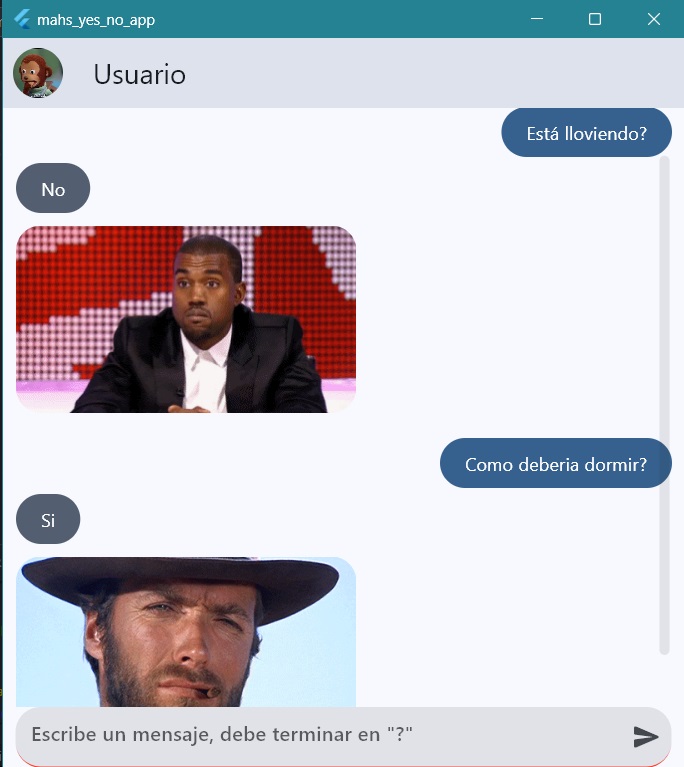 mahs_yes_no_app
Usuario
Está lloviendo?
No
Como deberia dormir?
Si
Escribe un mensaje, debe terminar en "?"